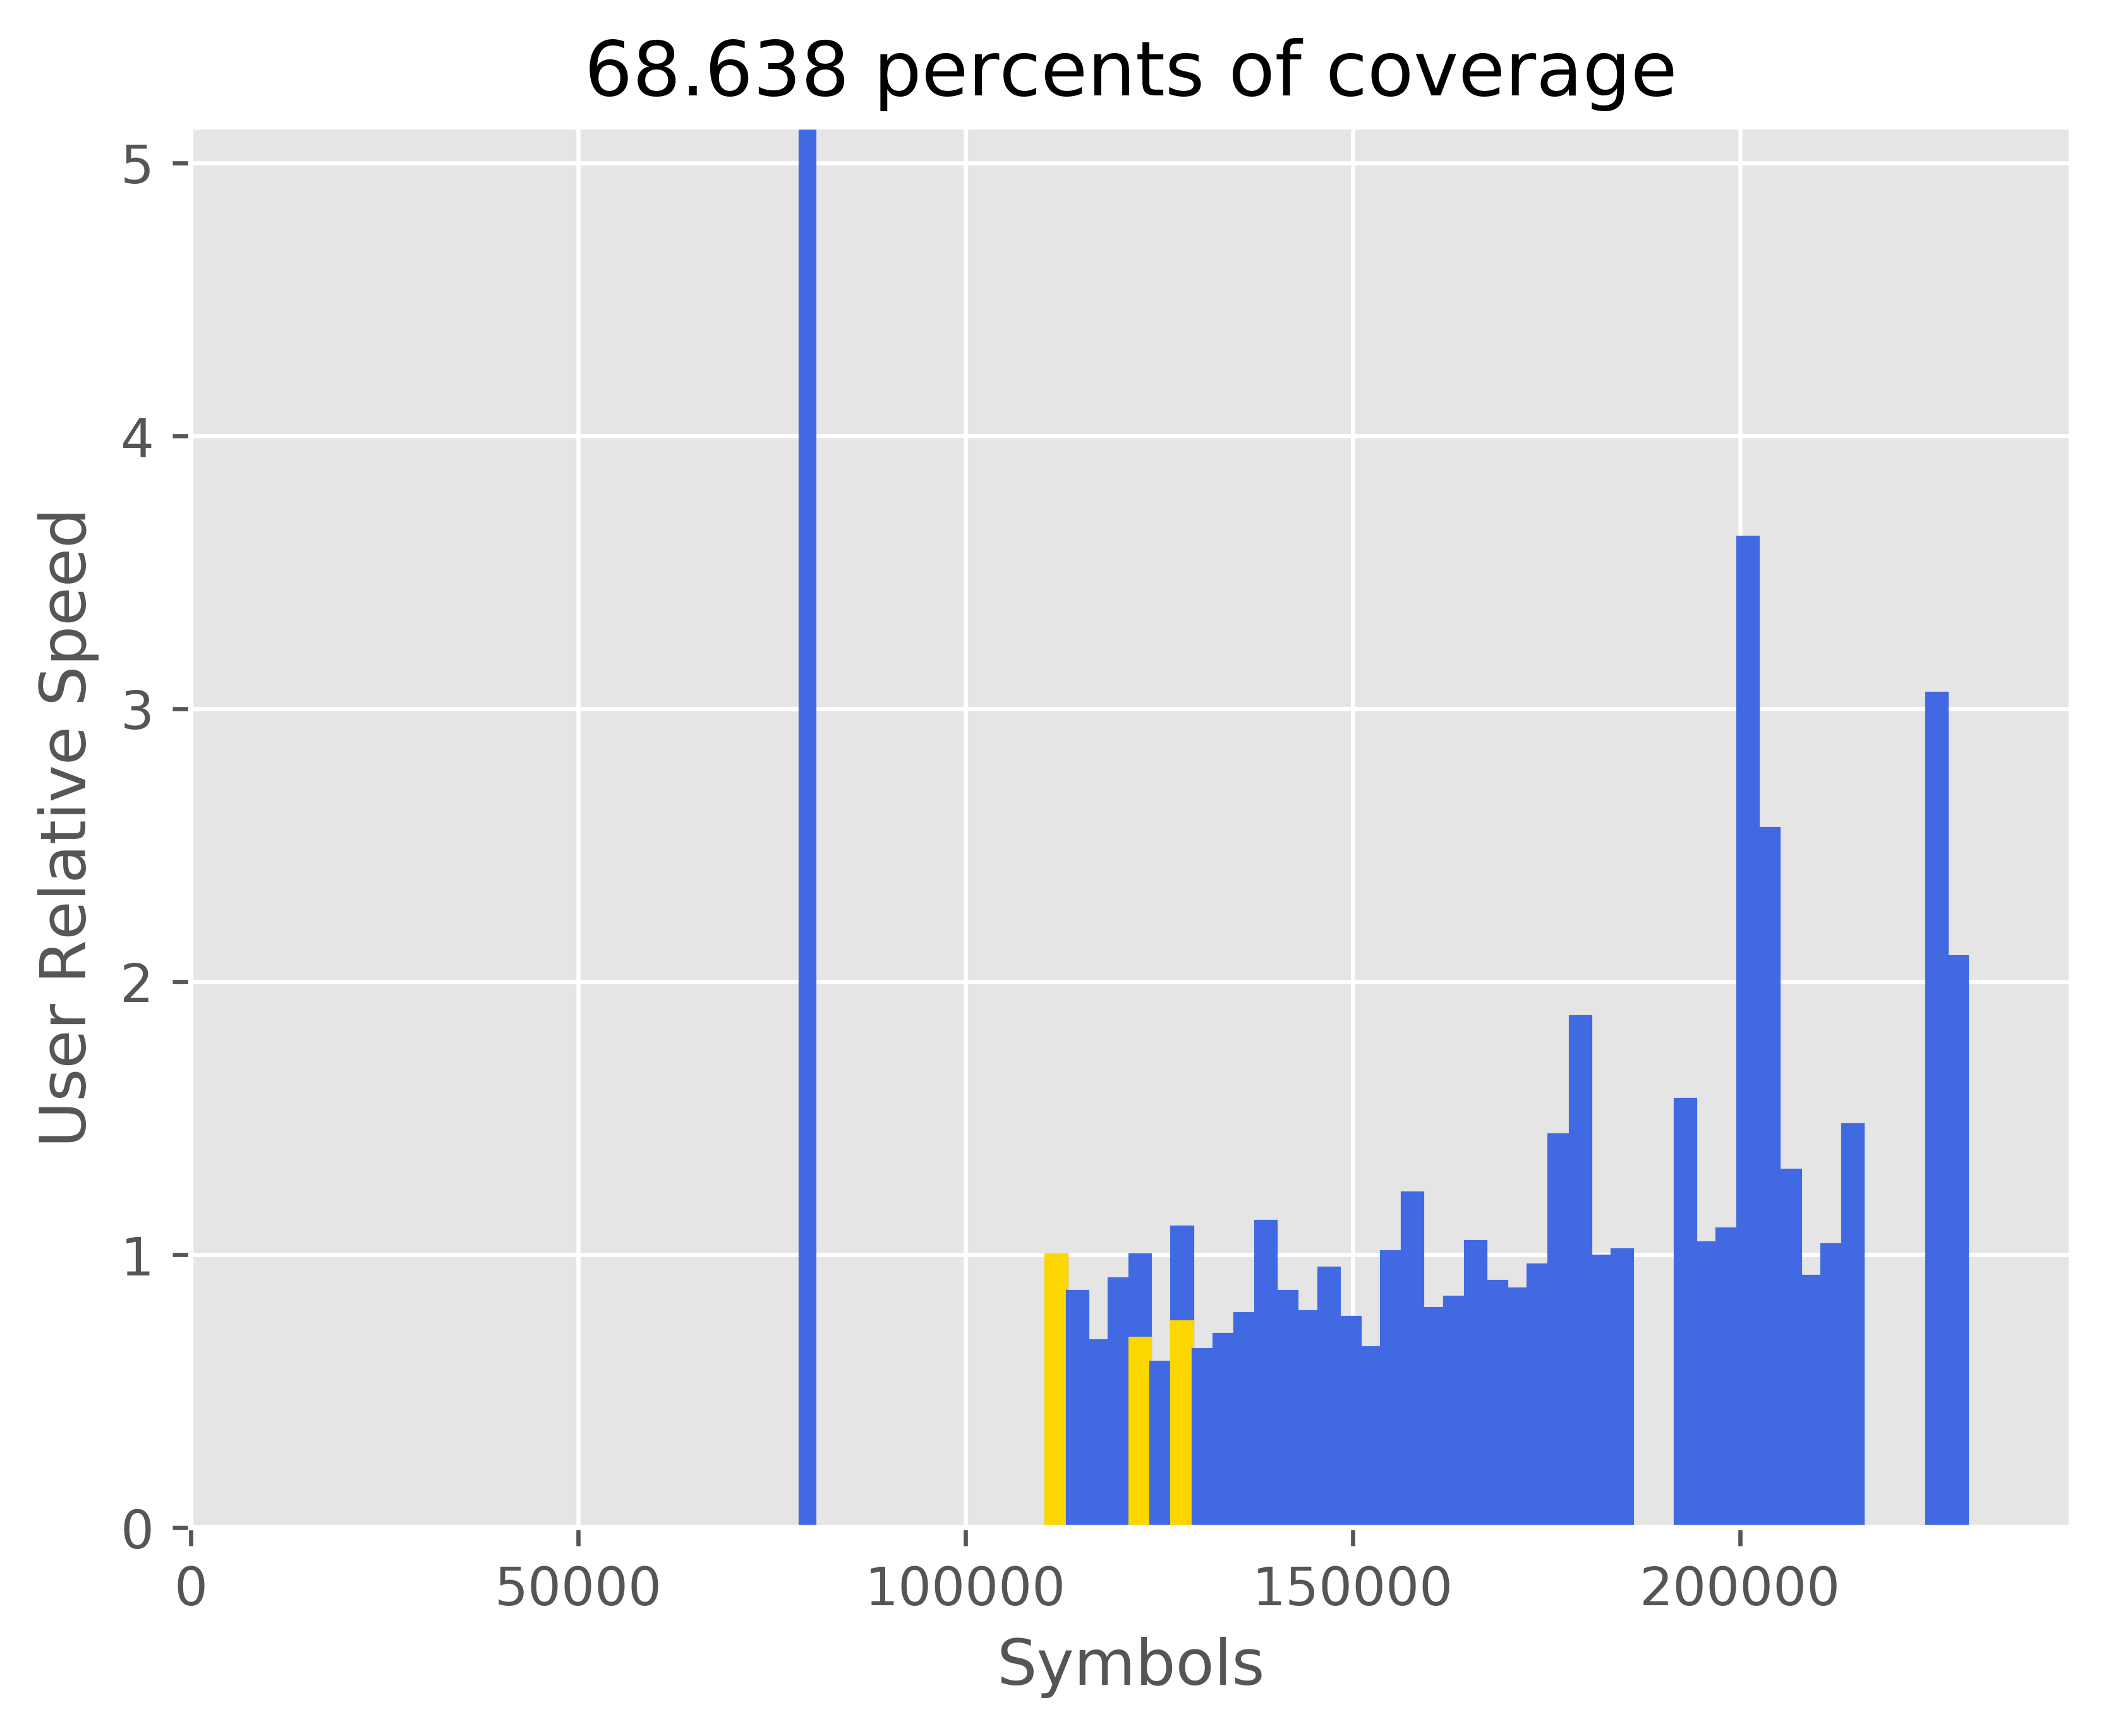 68.638 percents of coverage
5
4
3
2
1
0
User Relative Speed
0 50000 100000 150000 200000
Symbols